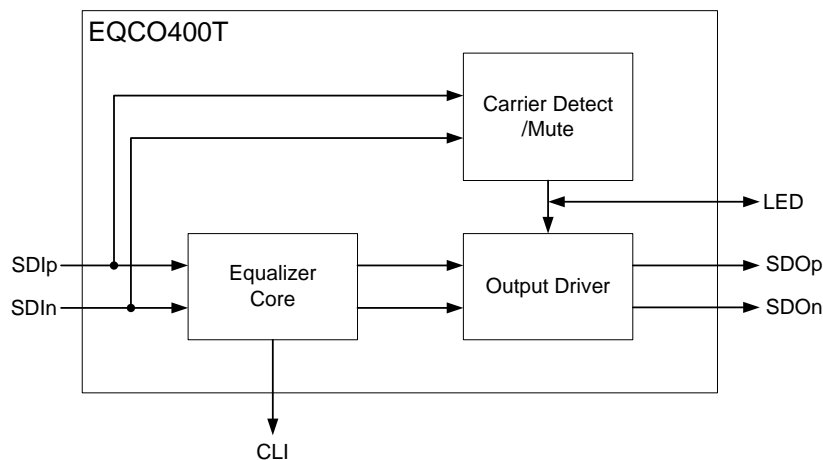 EQCO400T
Carrier Detect
/Mute
LED
SDIp
SDIn
Equalizer
Core
Output Driver
SDOp
SDOn
CLI